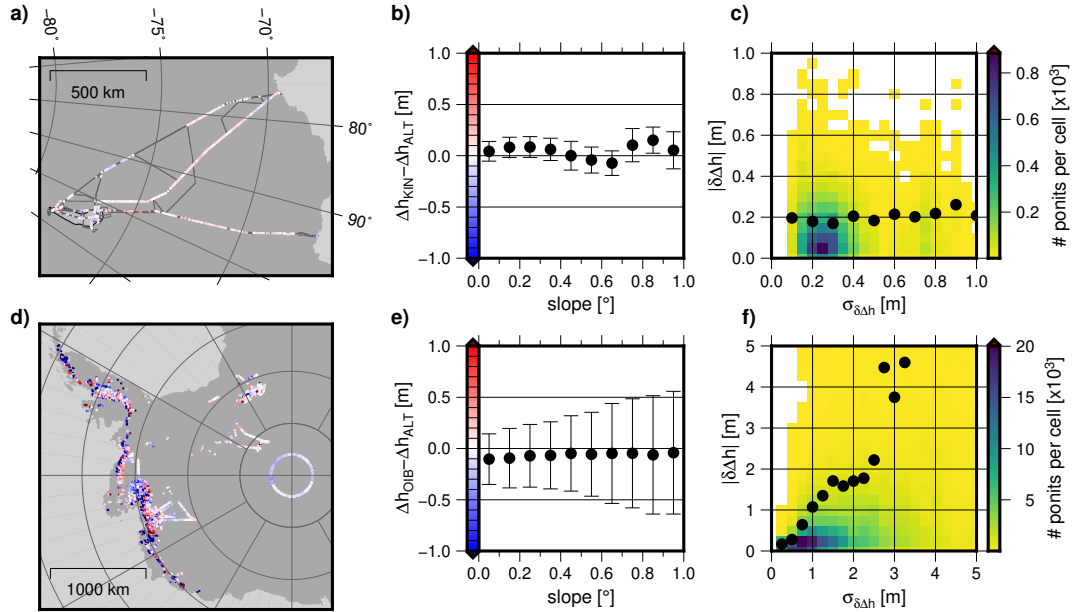 a)
−80°
−75°
−70°
500 km
80°
90°
b)
1.0
0.5
0.0
−0.5
−1.0
ΔhKIN−ΔhALT [m]
0.0 0.2 0.4 0.6 0.8 1.0
slope [°]
c)
1.0
0.8
0.6
0.4
0.2
0.0
|δΔh| [m]
0.0 0.2 0.4 0.6 0.8 1.0
σδΔh [m]
0.8
0.6
0.4
0.2
# ponits per cell [x10³]
d)
1000 km
e)
1.0
0.5
0.0
−0.5
−1.0
ΔhOIB−ΔhALT [m]
0.0 0.2 0.4 0.6 0.8 1.0
slope [°]
f)
5
4
3
2
1
0
|δΔh| [m]
0 1 2 3 4 5
σδΔh [m]
20
15
10
5
# ponits per cell [x10³]